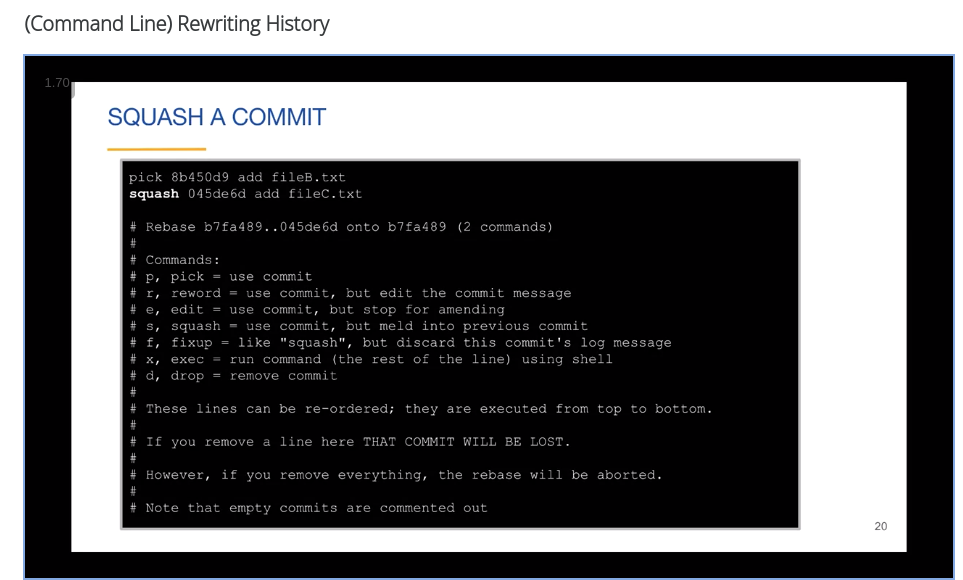 (Command Line) Rewriting History
1.70
SQUASH A COMMIT
pick 8b450d9 add fileB.txt
squash 045de6d add fileC.txt
# Rebase b7fa489..045de6d onto b7fa489 (2 commands)
#
# Commands:
# p, pick = use commit
# r, reword = use commit, but edit the commit message
# e, edit = use commit, but stop for amending
# s, squash = use commit, but meld into previous commit
# f, fixup = like "squash", but discard this commit's log message
# x, exec = run command (the rest of the line) using shell
# d, drop = remove commit
#
# These lines can be re-ordered; they are executed from top to bottom.
#
# If you remove a line here THAT COMMIT WILL BE LOST.
#
# However, if you remove everything, the rebase will be aborted.
#
# Note that empty commits are commented out
20